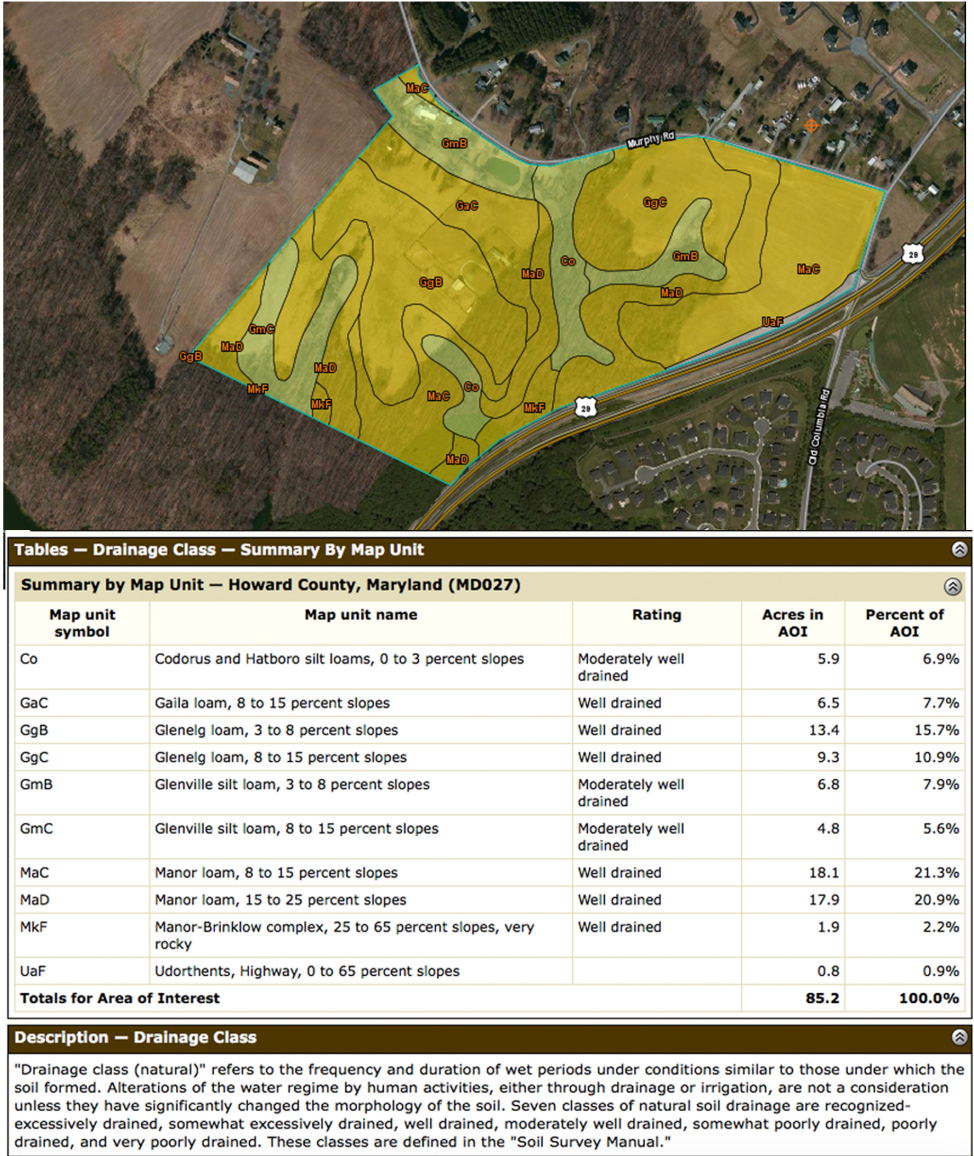 MaC
GmB
Murphy Rd
GaC
GgC
GmB
Co
MaD
MaD
MaC
GgB
29
UaF
GmC
MaD
GgB
MaD
MkF
MkF
MaC
Co
MkF
29
Old Columbia Rd
MaD
Tables — Drainage Class — Summary By Map Unit
Summary by Map Unit — Howard County, Maryland (MD027)
Map unit symbol Map unit name Rating Acres in AOI Percent of AOI
Co Codorus and Hatboro silt loams, 0 to 3 percent slopes Moderately well drained 5.9 6.9%
GaC Gaila loam, 8 to 15 percent slopes Well drained 6.5 7.7%
GgB Glenelg loam, 3 to 8 percent slopes Well drained 13.4 15.7%
GgC Glenelg loam, 8 to 15 percent slopes Well drained 9.3 10.9%
GmB Glenville silt loam, 3 to 8 percent slopes Moderately well drained 6.8 7.9%
GmC Glenville silt loam, 8 to 15 percent slopes Moderately well drained 4.8 5.6%
MaC Manor loam, 8 to 15 percent slopes Well drained 18.1 21.3%
MaD Manor loam, 15 to 25 percent slopes Well drained 17.9 20.9%
MkF Manor-Brinklow complex, 25 to 65 percent slopes, very rocky Well drained 1.9 2.2%
UaF Udorthents, Highway, 0 to 65 percent slopes 0.8 0.9%
Totals for Area of Interest 85.2 100.0%
Description — Drainage Class
"Drainage class (natural)" refers to the frequency and duration of wet periods under conditions similar to those under which the
soil formed. Alterations of the water regime by human activities, either through drainage or irrigation, are not a consideration
unless they have significantly changed the morphology of the soil. Seven classes of natural soil drainage are recognized-
excessively drained, somewhat excessively drained, well drained, moderately well drained, somewhat poorly drained, poorly
drained, and very poorly drained. These classes are defined in the "Soil Survey Manual."